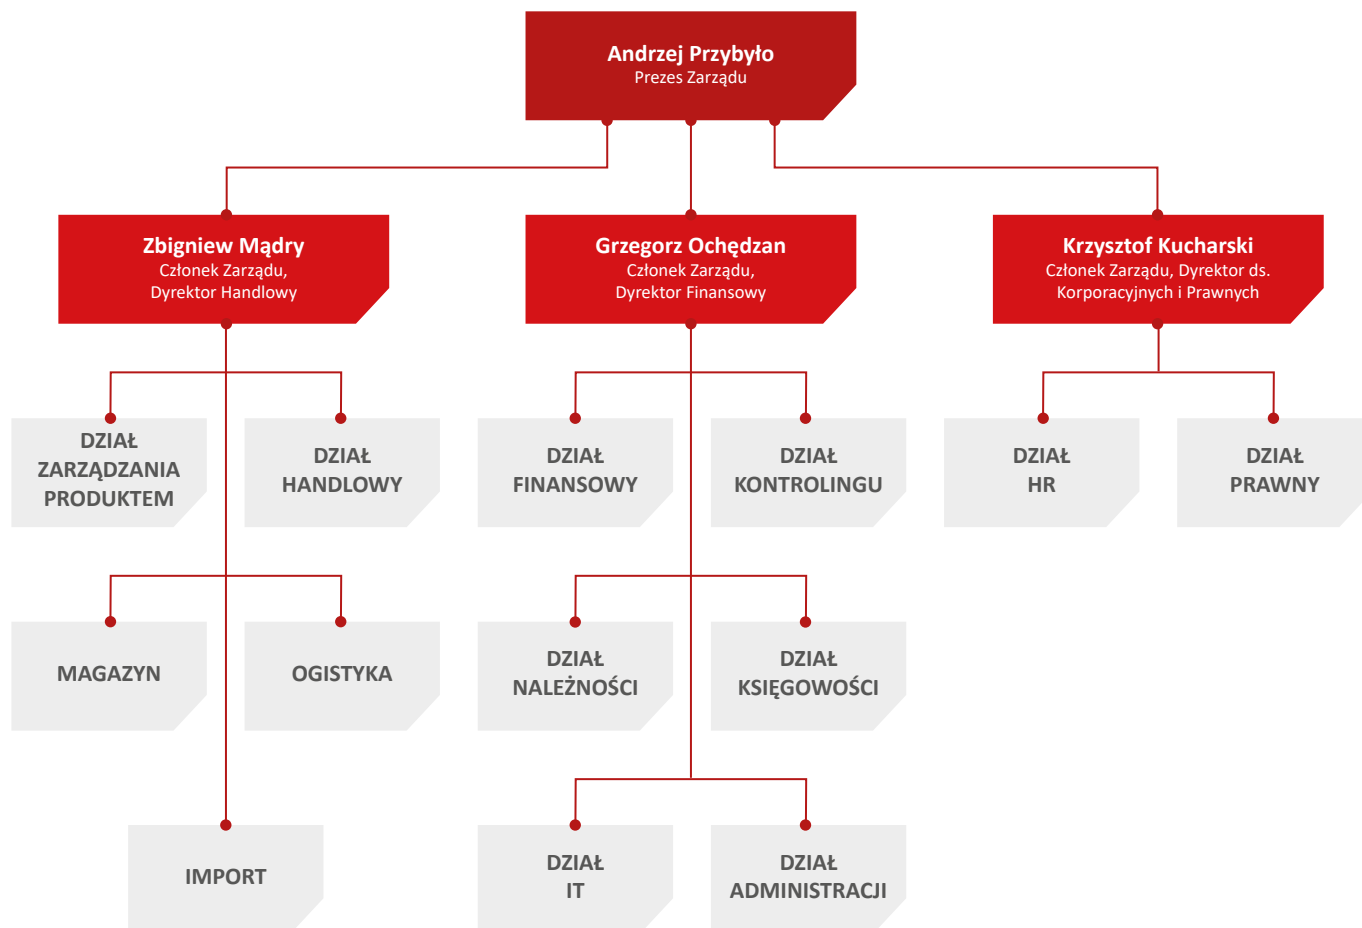 Andrzej Przybyło
Prezes Zarządu
Zbigniew Mądry
Członek Zarządu,
Dyrektor Handlowy
Grzegorz Ochędzan
Członek Zarządu,
Dyrektor Finansowy
Krzysztof Kucharski
Członek Zarządu, Dyrektor ds.
Korporacyjnych i Prawnych
DZIAŁ
ZARZĄDZANIA
PRODUKTEM
DZIAŁ
HANDLOWY
DZIAŁ
FINANSOWY
DZIAŁ
KONTROLINGU
DZIAŁ
HR
DZIAŁ
PRAWNY
MAGAZYN
OGISTYKA
DZIAŁ
NALEŻNOŚCI
DZIAŁ
KSIĘGOWOŚCI
IMPORT
DZIAŁ
IT
DZIAŁ
ADMINISTRACJI